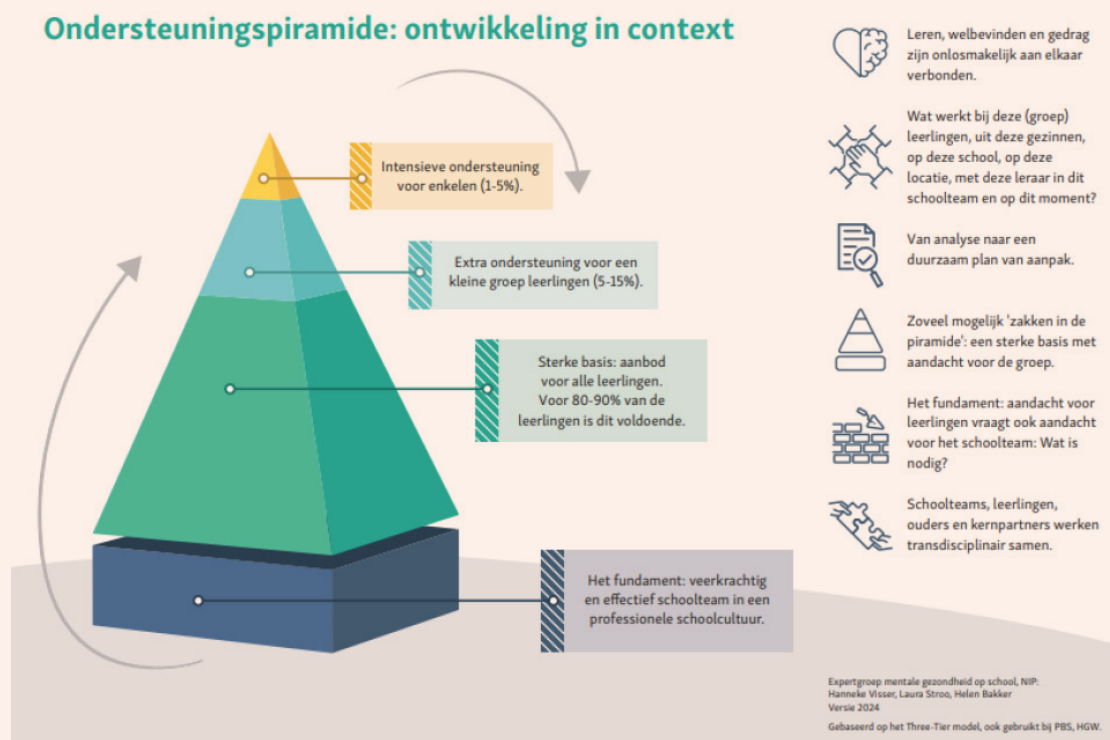 Ondersteuningspiramide: ontwikkeling in context
Intensieve ondersteuning
voor enkelen (1-5%).
Extra ondersteuning voor een
kleine groep leerlingen (5-15%).
Sterke basis: aanbod
voor alle leerlingen.
Voor 80-90% van de
leerlingen is dit voldoende.
Het fundament: veerkrachtig
en effectief schoolteam in een
professionele schoolcultuur.
Leren, welbevinden en gedrag
zijn onlosmakelijk aan elkaar
verbonden.
Wat werkt bij deze (groep)
leerlingen, uit deze gezinnen,
op deze school, op deze
locatie, met deze leraar in dit
schoolteam en op dit moment?
Van analyse naar een
duurzaam plan van aanpak.
Zoveel mogelijk 'zakken in de
piramide': een sterke basis met
aandacht voor de groep.
Het fundament: aandacht voor
leerlingen vraagt ook aandacht
voor het schoolteam: Wat is
nodig?
Schoolteams, leerlingen,
ouders en kernpartners werken
transdisciplinair samen.
Expertgroep mentale gezondheid op school, NIP:
Hanneke Visser, Laura Stroo, Helen Bakker
Versie 2024
Gebaseerd op het Three-Tier model, ook gebruikt bij PBS, HGW.